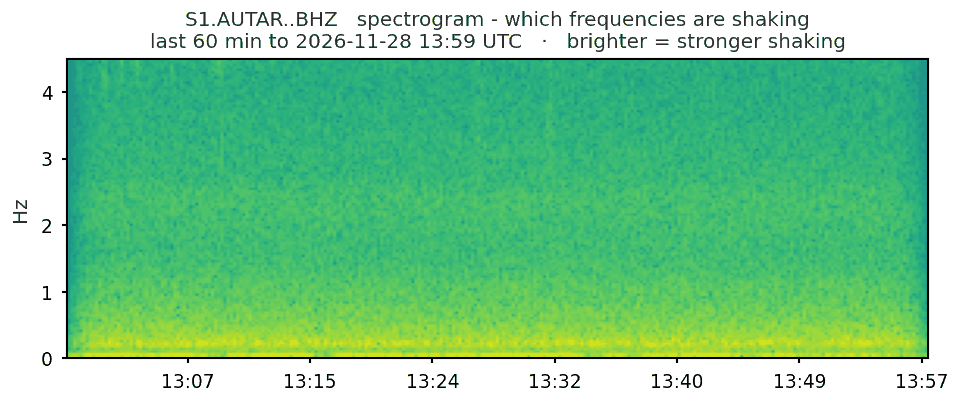 S1.AUTAR..BHZ   spectrogram - which frequencies are shaking
last 60 min to 2026-11-28 13:59 UTC   ·   brighter = stronger shaking
4
3
2
1
0
Hz
13:07 13:15 13:24 13:32 13:40 13:49 13:57